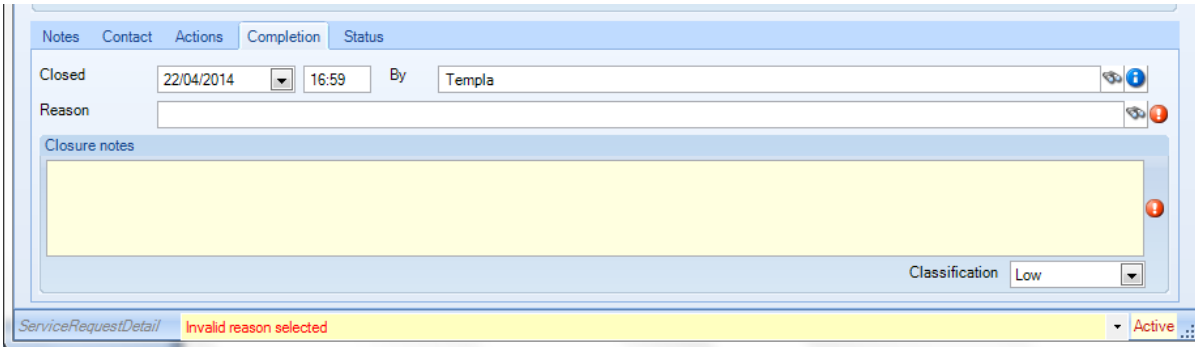 Notes Contact Actions Completion Status
Closed 22/04/2014 16:59 By Templa
Reason
Closure notes
Classification Low
ServiceRequestDetail Invalid reason selected Active